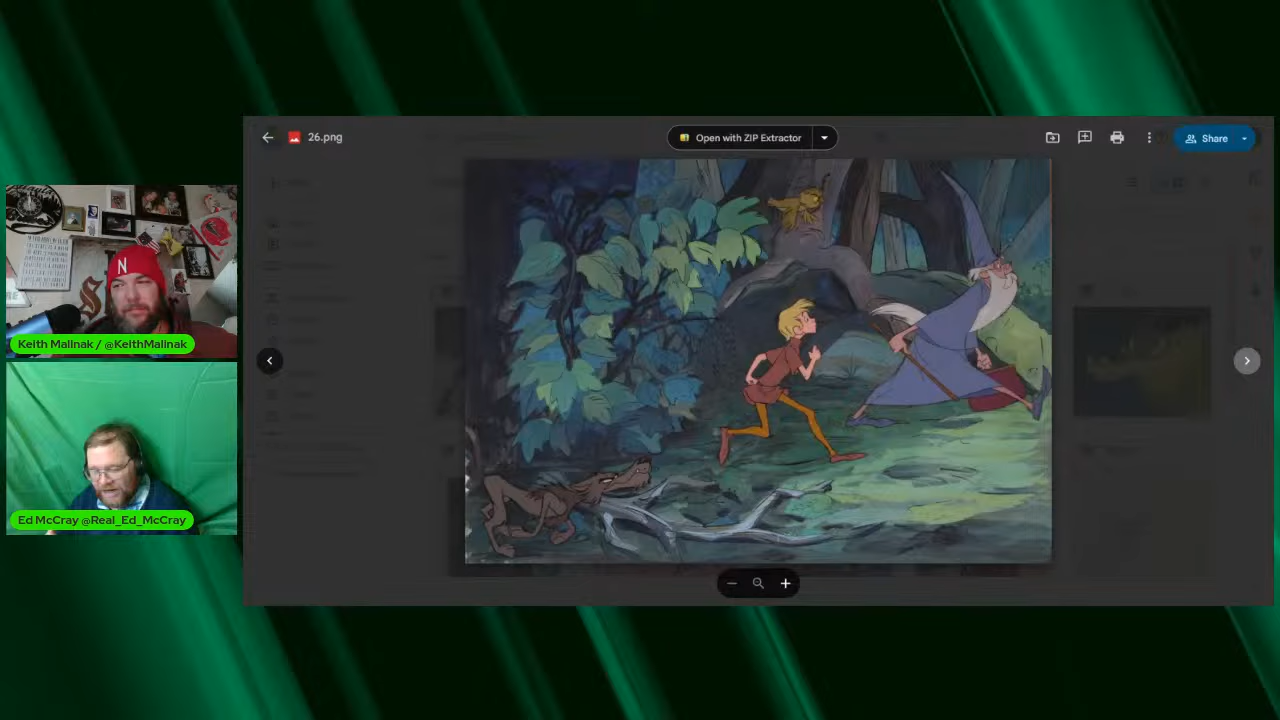 26.png
Open with ZIP Extractor
Share
N
Keith Malinak / @KeithMalinak
Ed McCray @Real_Ed_McCray